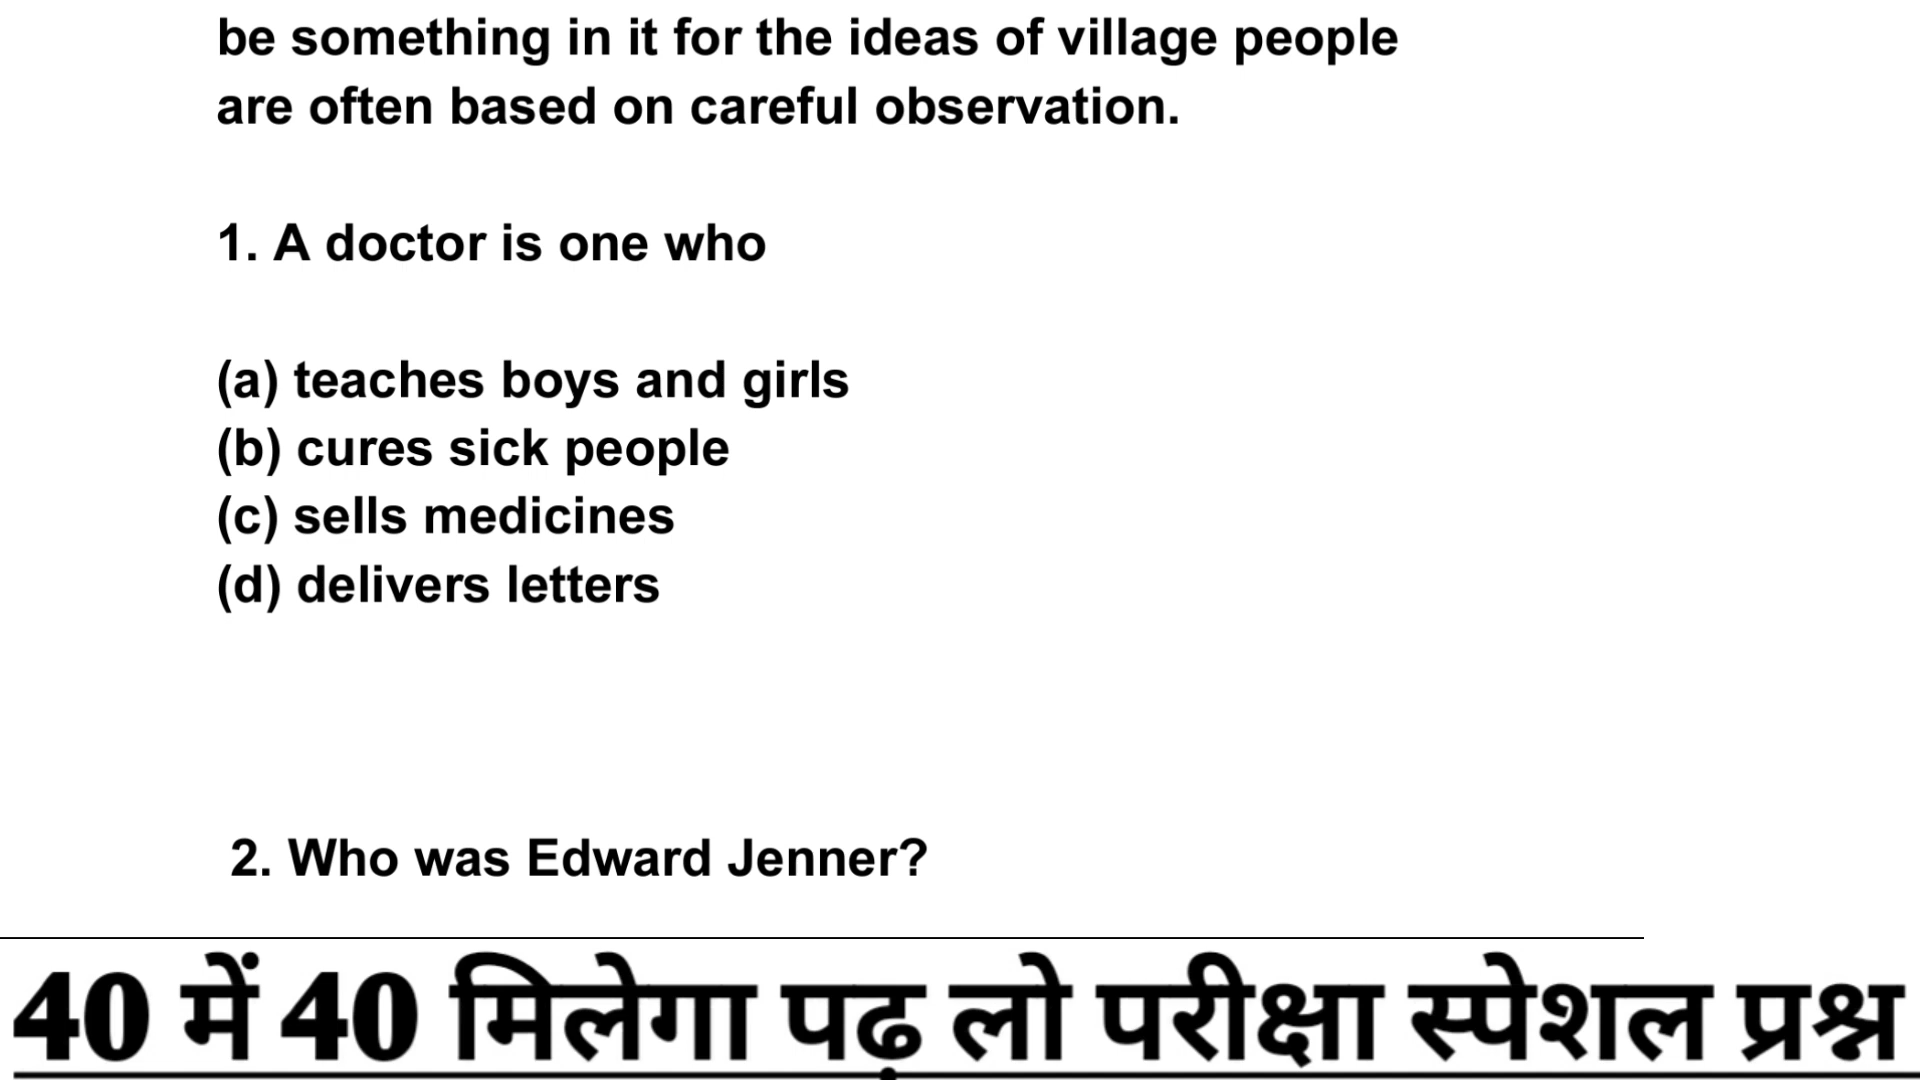 be something in it for the ideas of village people
are often based on careful observation.
1. A doctor is one who
(a) teaches boys and girls
(b) cures sick people
(c) sells medicines
(d) delivers letters
2. Who was Edward Jenner?
40 में 40 मिलेगा पढ़ लो परीक्षा स्पेशल प्रश्न